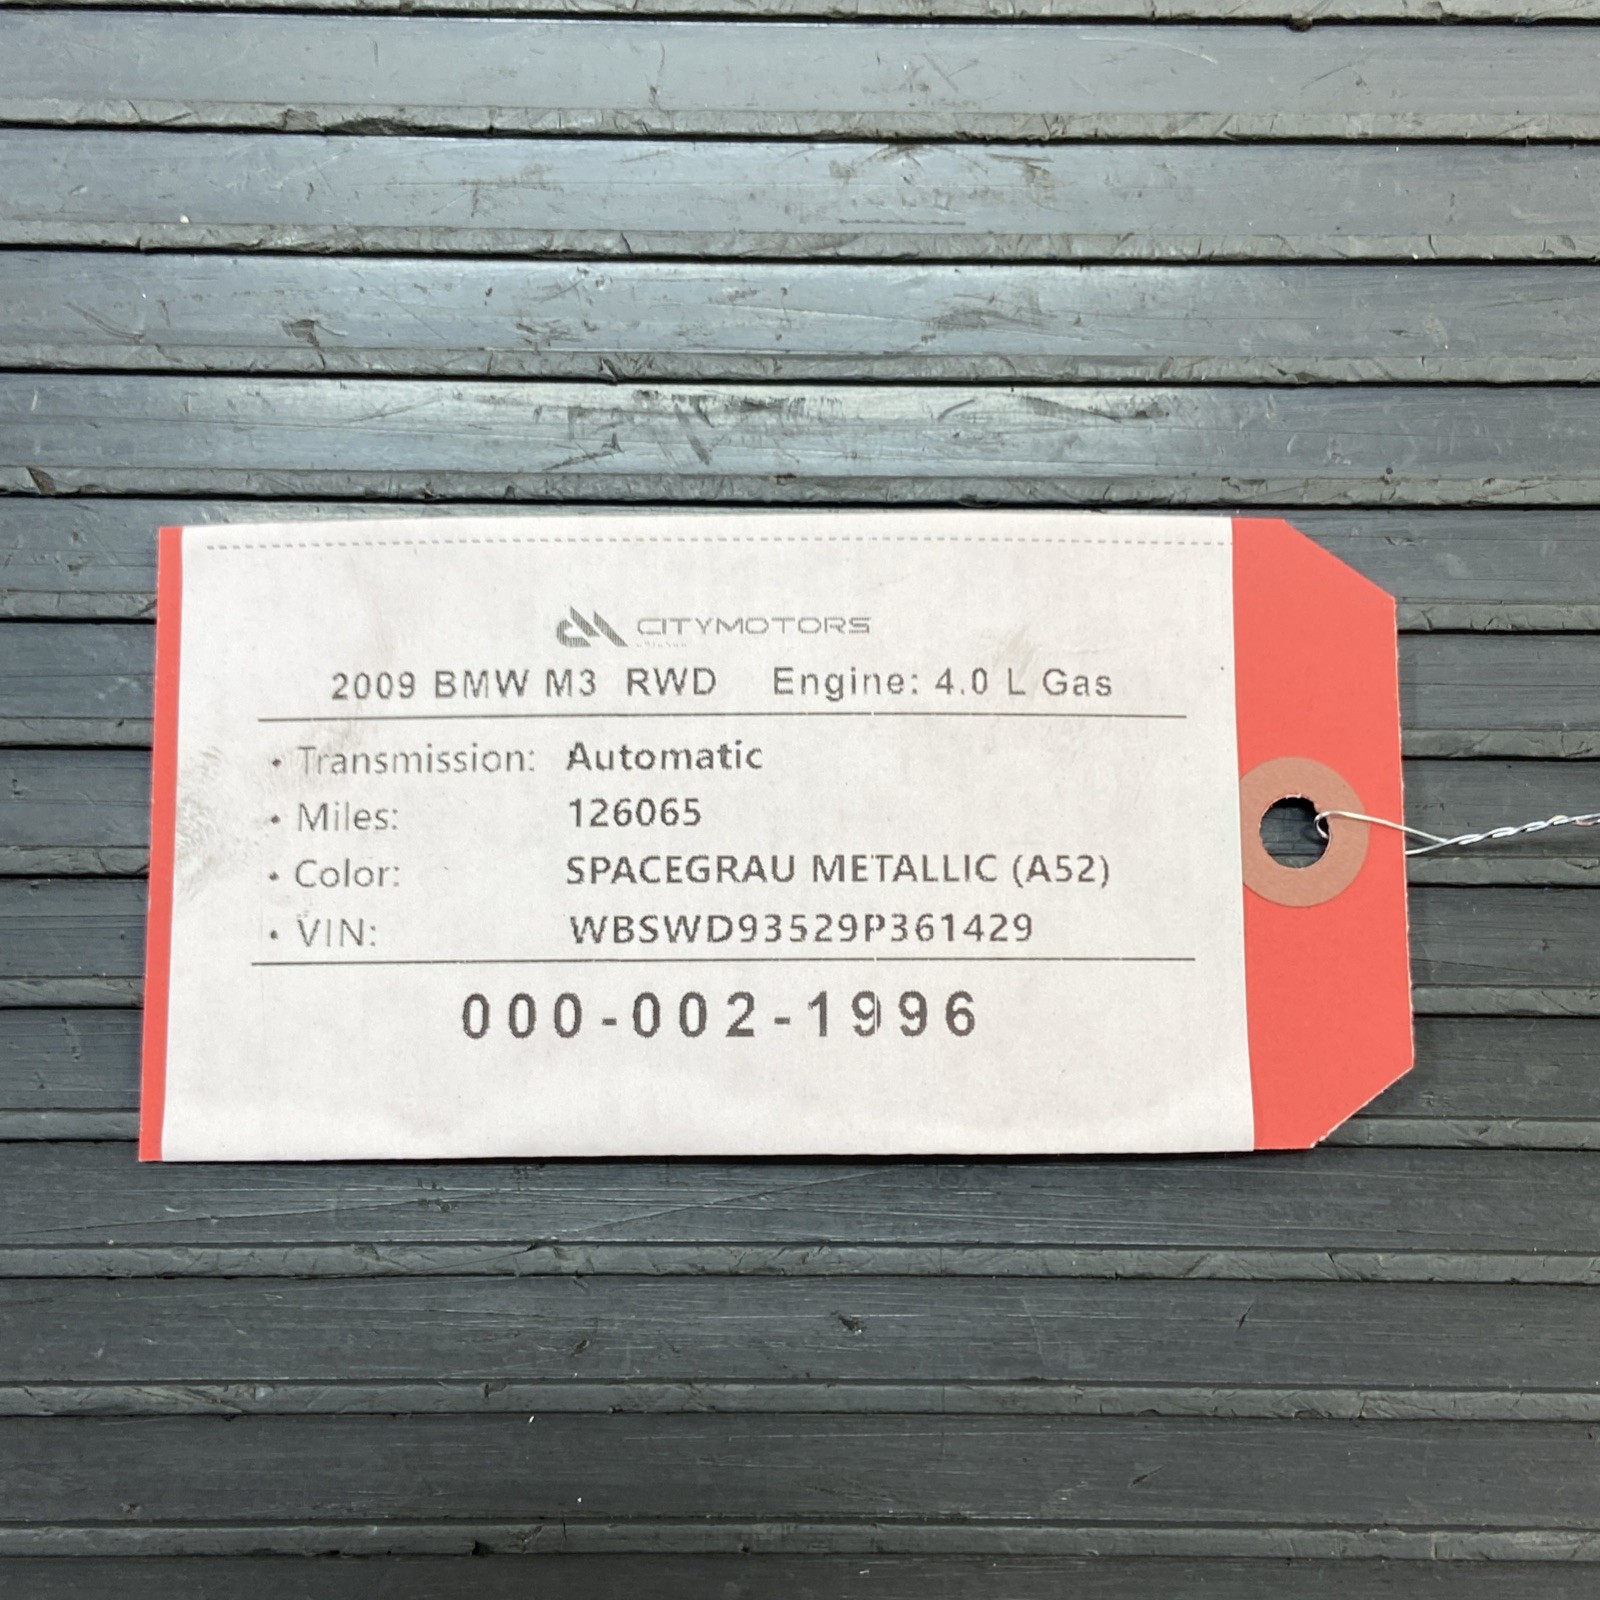 CITYMOTORS
2009 BMW M3 RWD Engine: 4.0 L Gas
• Transmission: Automatic
• Miles: 126065
• Color: SPACEGRAU METALLIC (A52)
• VIN: WBSWD93529P361429
000-002-1996